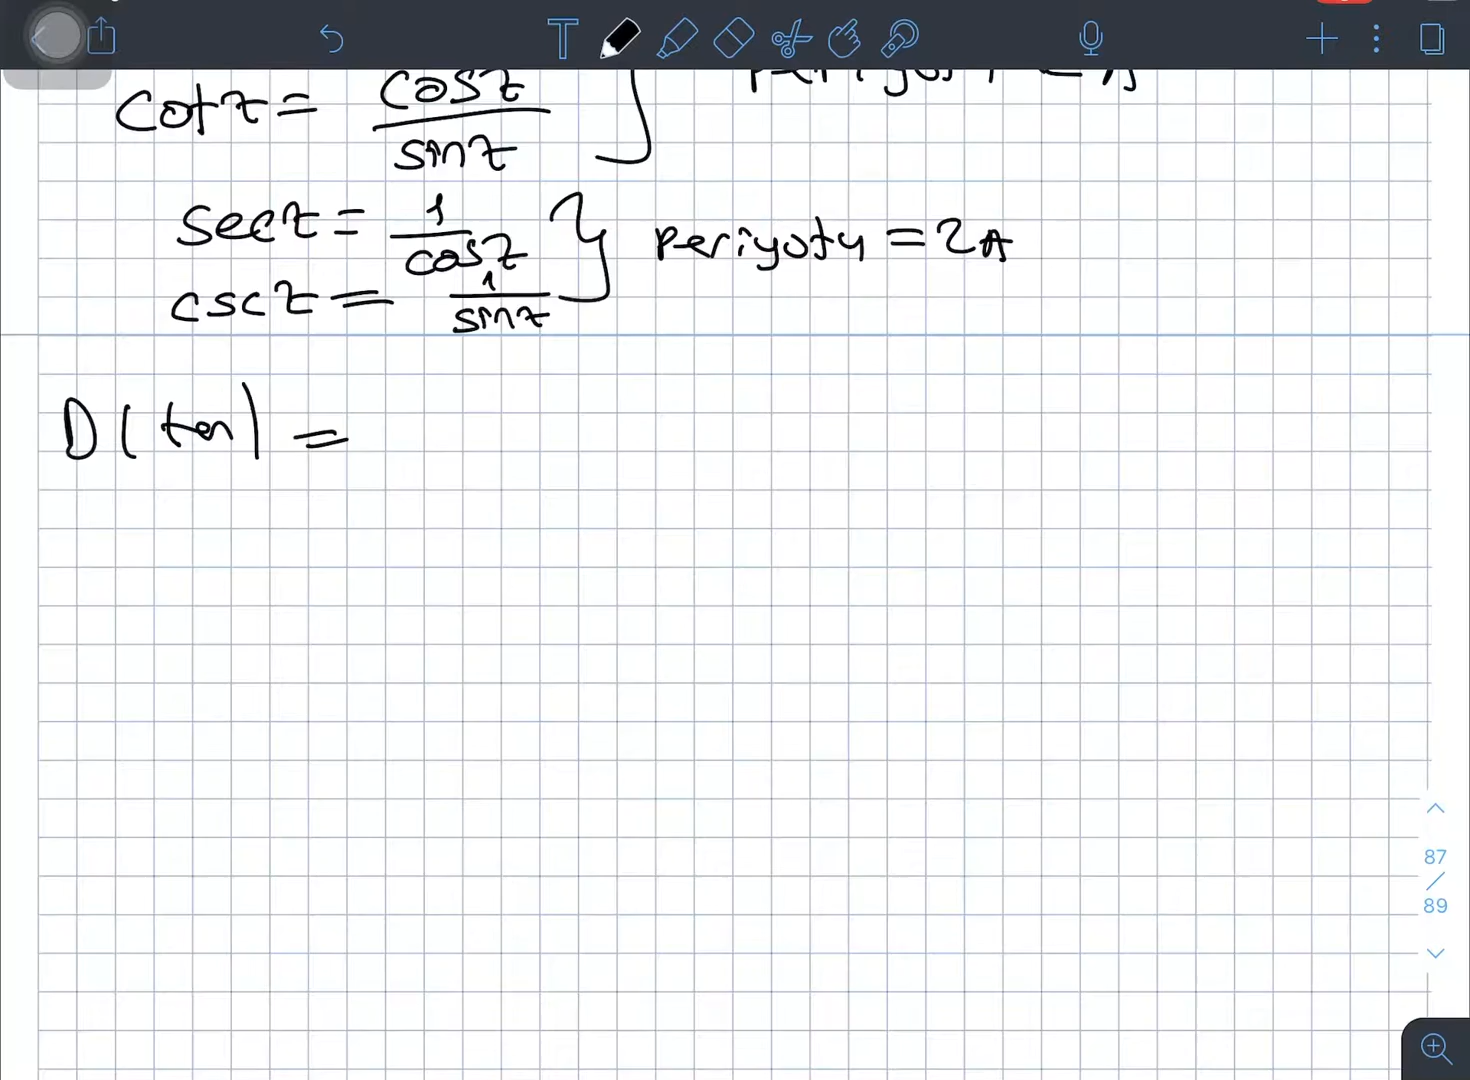 cot z = cos z / sin z }
sec z = 1 / cos z
csc z = 1 / sin z } periyotu = 2π
D(tan) =
87
/
89